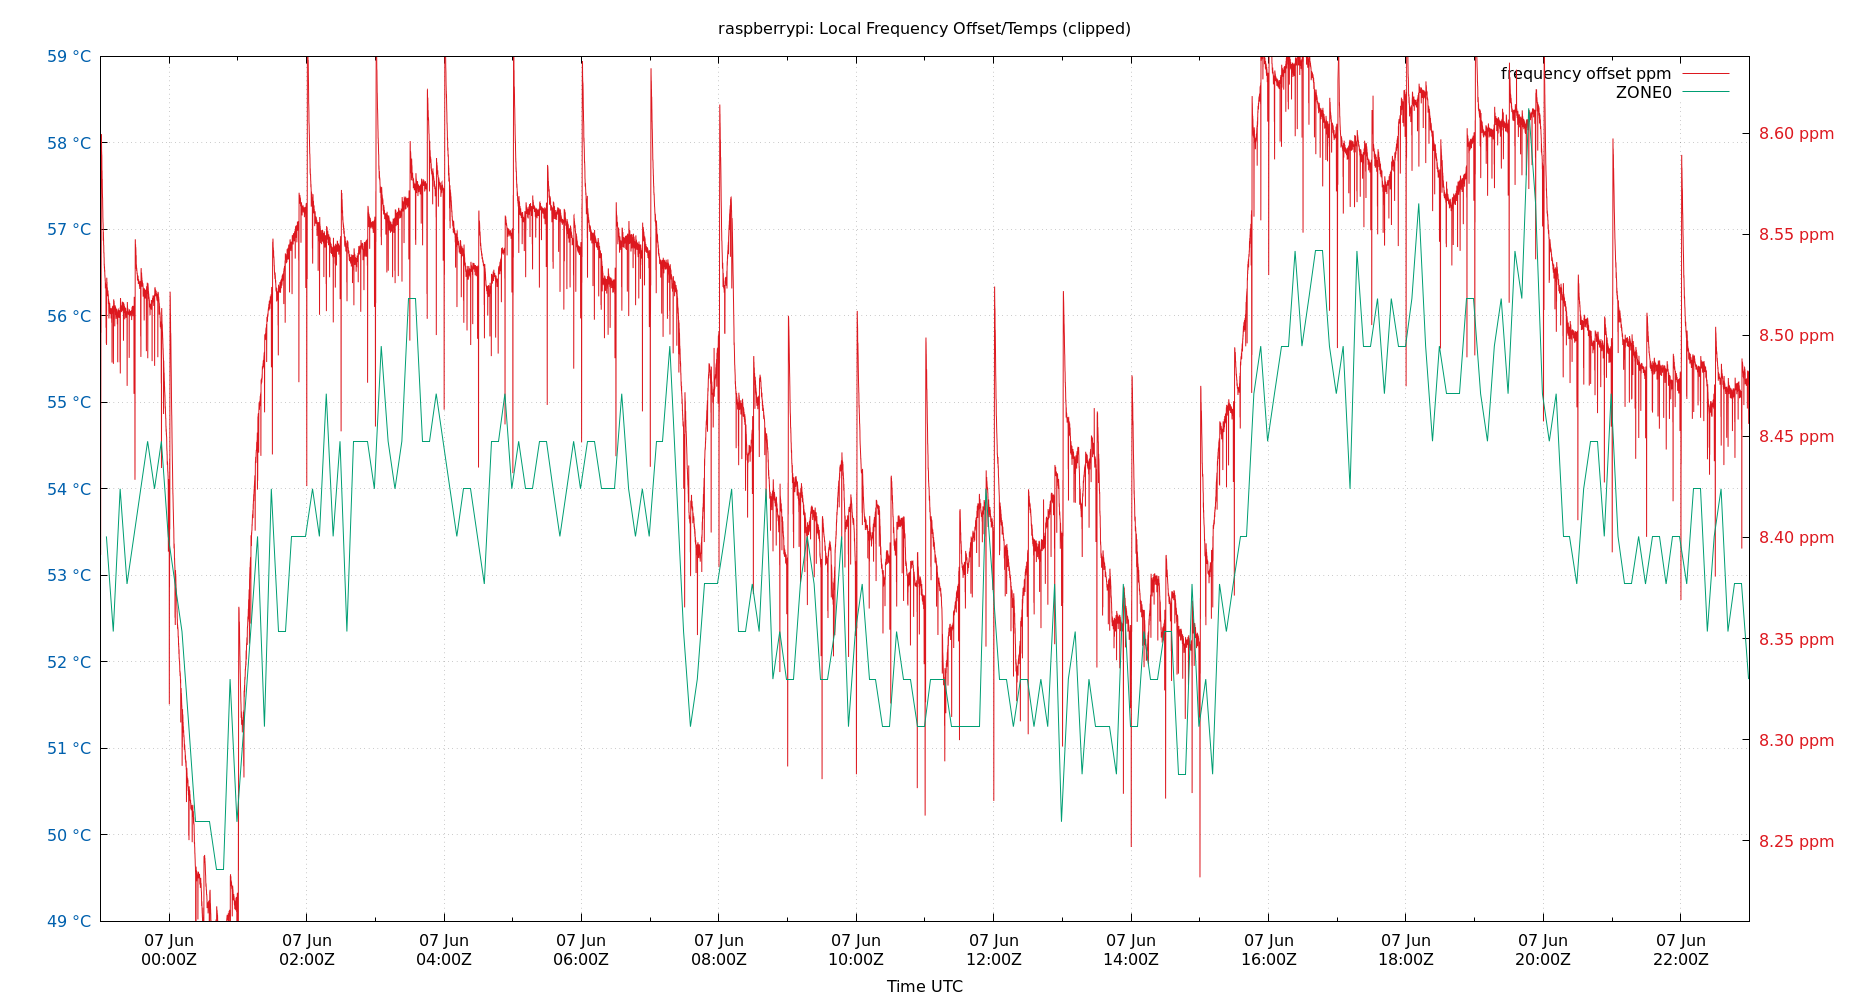 raspberrypi: Local Frequency Offset/Temps (clipped)
59 °C
58 °C
57 °C
56 °C
55 °C
54 °C
53 °C
52 °C
51 °C
50 °C
49 °C
frequency offset ppm
ZONE0
8.60 ppm
8.55 ppm
8.50 ppm
8.45 ppm
8.40 ppm
8.35 ppm
8.30 ppm
8.25 ppm
07 Jun 07 Jun 07 Jun 07 Jun 07 Jun 07 Jun 07 Jun 07 Jun 07 Jun 07 Jun 07 Jun 07 Jun
00:00Z 02:00Z 04:00Z 06:00Z 08:00Z 10:00Z 12:00Z 14:00Z 16:00Z 18:00Z 20:00Z 22:00Z
Time UTC